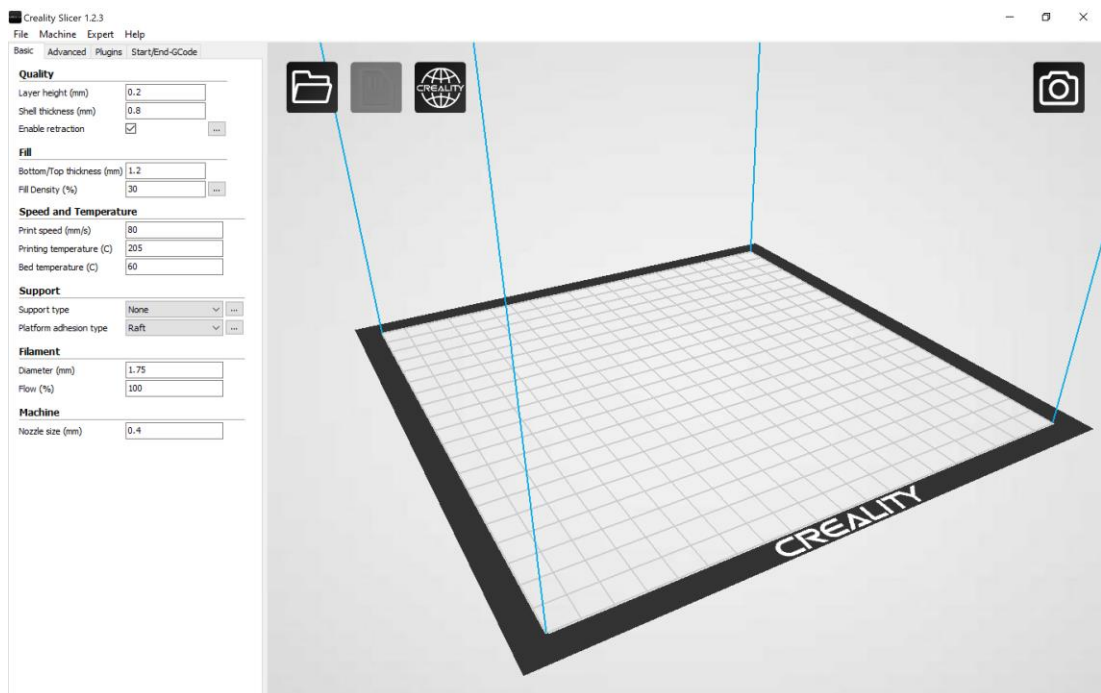 Creality Slicer 1.2.3
File Machine Expert Help
Basic Advanced Plugins Start/End-GCode
Quality
Layer height (mm) 0.2
Shell thickness (mm) 0.8
Enable retraction ...
Fill
Bottom/Top thickness (mm) 1.2
Fill Density (%) 30 ...
Speed and Temperature
Print speed (mm/s) 80
Printing temperature (C) 205
Bed temperature (C) 60
Support
Support type None ...
Platform adhesion type Raft ...
Filament
Diameter (mm) 1.75
Flow (%) 100
Machine
Nozzle size (mm) 0.4
CREALITY
CREALITY